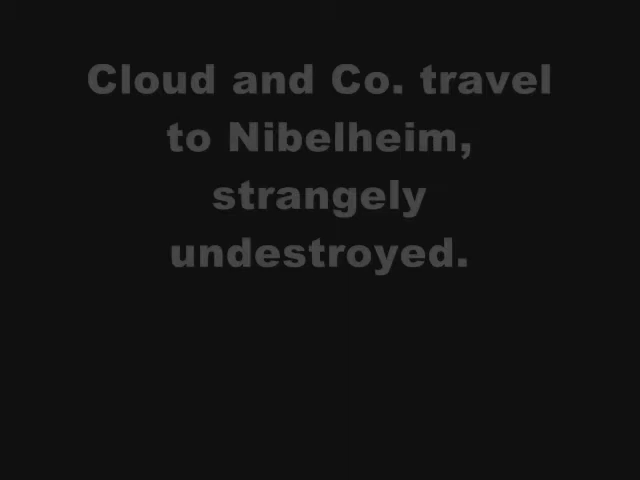 Cloud and Co. travel
to Nibelheim,
strangely
undestroyed.